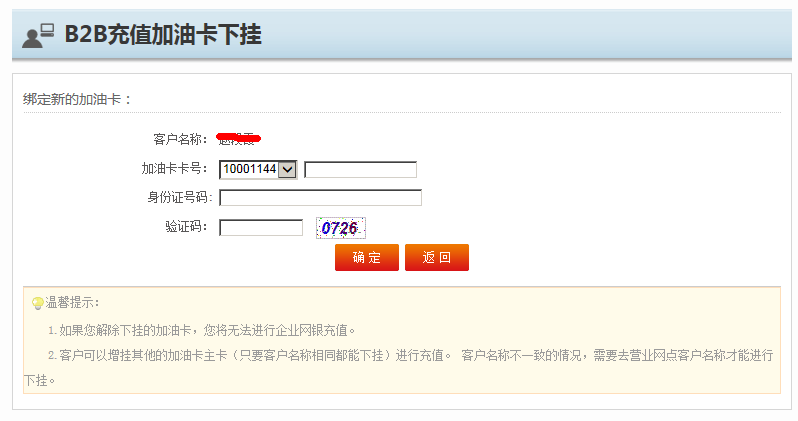 B2B充值加油卡下挂
绑定新的加油卡：
客户名称：
加油卡卡号： 10001144
身份证号码:
验证码： 0726
确 定 返 回
温馨提示：
1.如果您解除下挂的加油卡，您将无法进行企业网银充值。
2.客户可以增挂其他的加油卡主卡（只要客户名称相同都能下挂）进行充值。 客户名称不一致的情况，需要去营业网点客户名称才能进行
下挂。